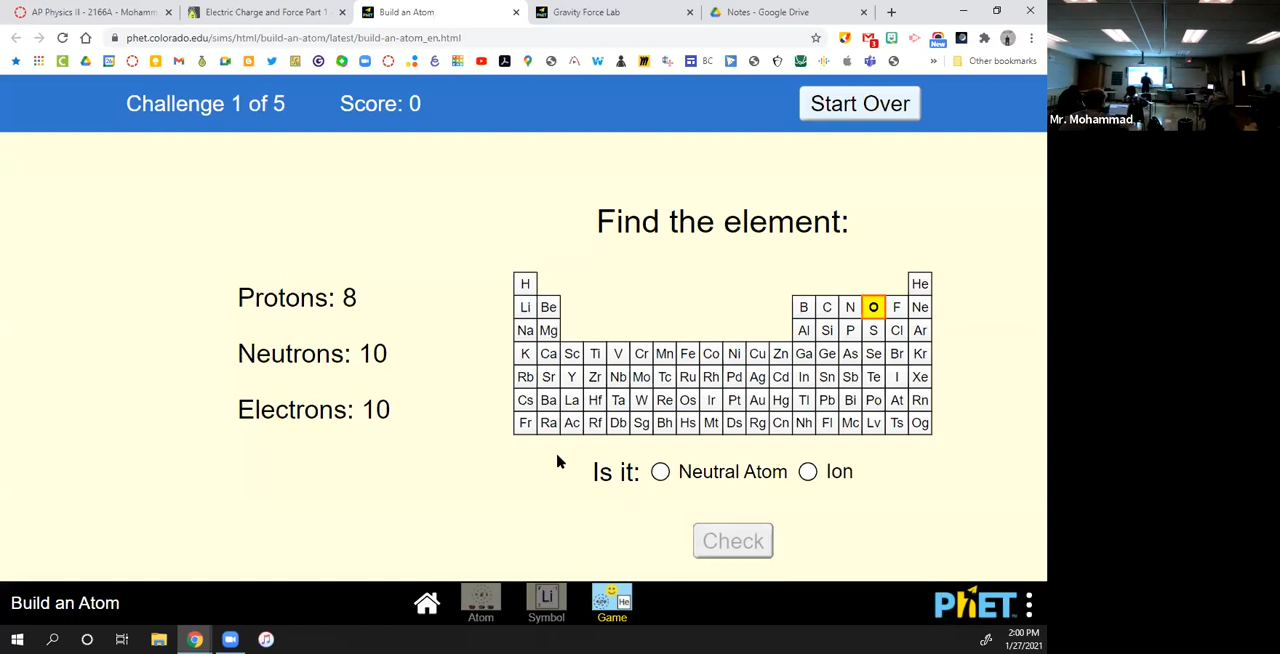 AP Physics II - 2166A - Mohamm
Electric Charge and Force Part 1
Build an Atom
Gravity Force Lab
Notes - Google Drive
phet.colorado.edu/sims/html/build-an-atom/latest/build-an-atom_en.html
BC
Other bookmarks
New
3
Challenge 1 of 5
Score: 0
Start Over
Mr. Mohammad
Find the element:
Protons: 8
Neutrons: 10
Electrons: 10
H He
Li Be B C N O F Ne
Na Mg Al Si P S Cl Ar
K Ca Sc Ti V Cr Mn Fe Co Ni Cu Zn Ga Ge As Se Br Kr
Rb Sr Y Zr Nb Mo Tc Ru Rh Pd Ag Cd In Sn Sb Te I Xe
Cs Ba La Hf Ta W Re Os Ir Pt Au Hg Tl Pb Bi Po At Rn
Fr Ra Ac Rf Db Sg Bh Hs Mt Ds Rg Cn Nh Fl Mc Lv Ts Og
Is it: Neutral Atom Ion
Check
Build an Atom
Atom
Li
Symbol
He
Game
PhET
2:00 PM
1/27/2021